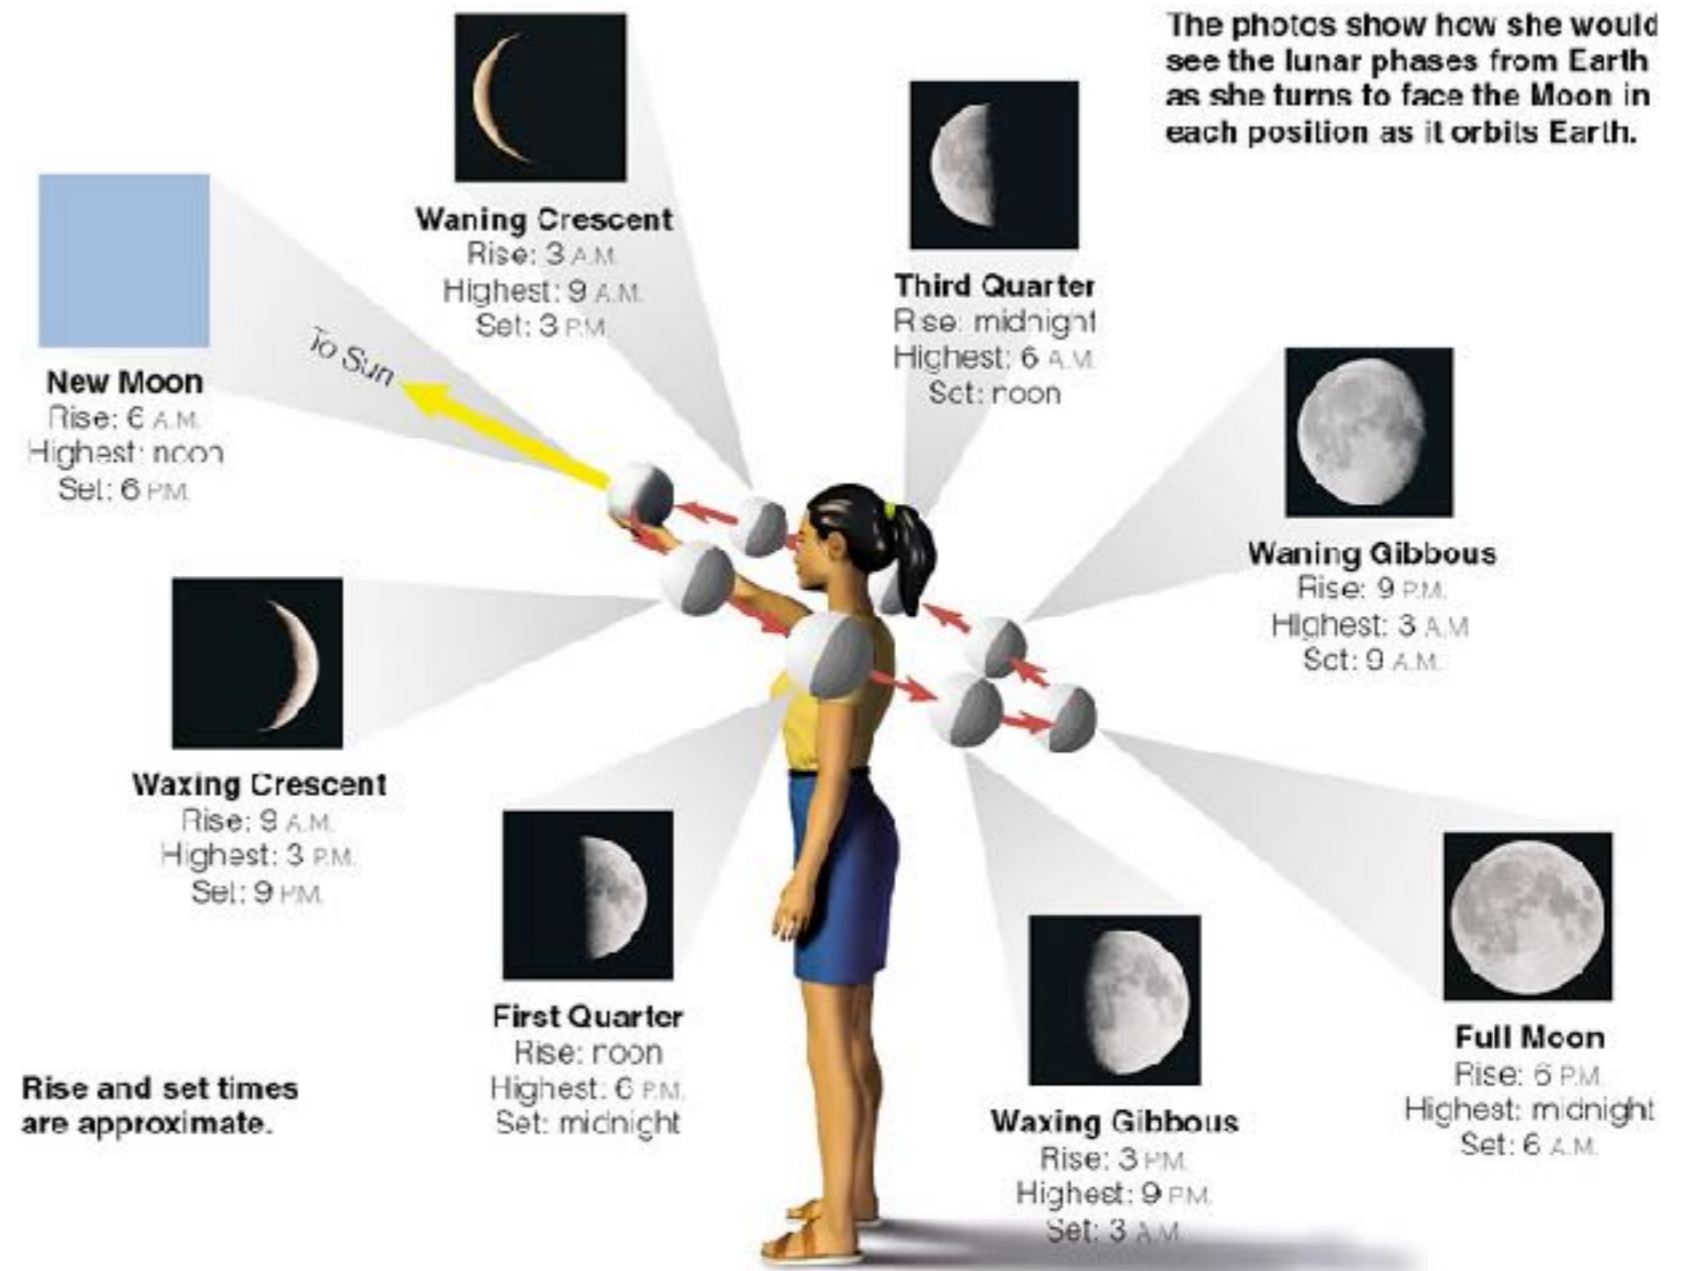 The photos show how she would
see the lunar phases from Earth
as she turns to face the Moon in
each position as it orbits Earth.
Waning Crescent
Rise: 3 A.M.
Highest: 9 A.M.
Set: 3 P.M.
Third Quarter
Rise: midnight
Highest: 6 A.M.
Set: noon
New Moon
Rise: 6 A.M.
Highest: noon
Set: 6 P.M.
To Sun
Waning Gibbous
Rise: 9 P.M.
Highest: 3 A.M.
Set: 9 A.M.
Waxing Crescent
Rise: 9 A.M.
Highest: 3 P.M.
Set: 9 P.M.
First Quarter
Rise: noon
Highest: 6 P.M.
Set: midnight
Waxing Gibbous
Rise: 3 P.M.
Highest: 9 P.M.
Set: 3 A.M.
Full Moon
Rise: 6 P.M.
Highest: midnight
Set: 6 A.M.
Rise and set times
are approximate.